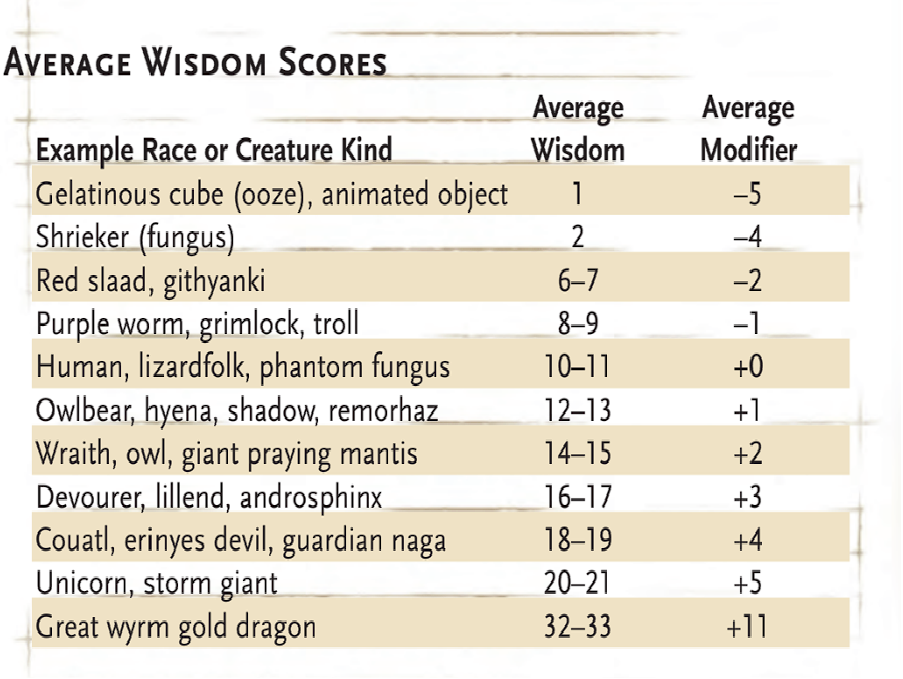 AVERAGE WISDOM SCORES
Average Average
Example Race or Creature Kind Wisdom Modifier
Gelatinous cube (ooze), animated object 1 –5
Shrieker (fungus) 2 –4
Red slaad, githyanki 6–7 –2
Purple worm, grimlock, troll 8–9 –1
Human, lizardfolk, phantom fungus 10–11 +0
Owlbear, hyena, shadow, remorhaz 12–13 +1
Wraith, owl, giant praying mantis 14–15 +2
Devourer, lillend, androsphinx 16–17 +3
Couatl, erinyes devil, guardian naga 18–19 +4
Unicorn, storm giant 20–21 +5
Great wyrm gold dragon 32–33 +11